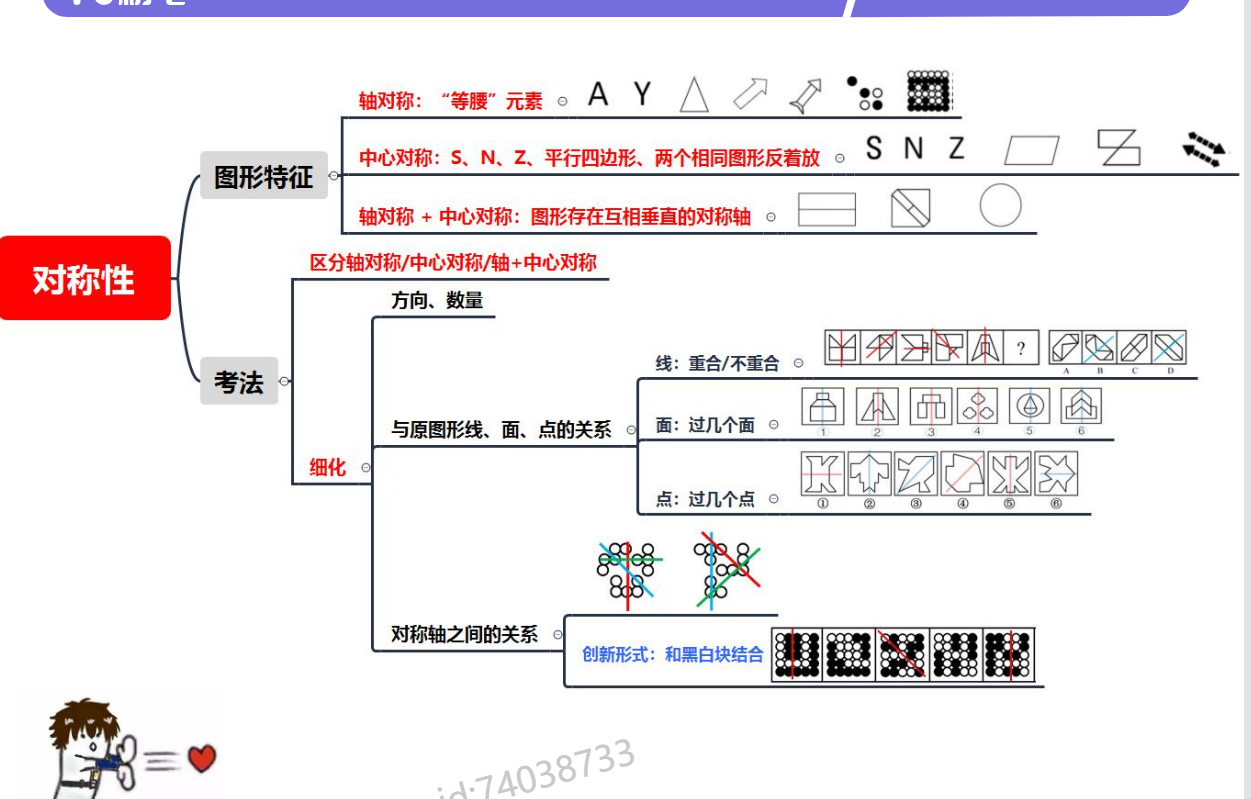 轴对称：“等腰”元素 A Y
中心对称：S、N、Z、平行四边形、两个相同图形反着放 S N Z
图形特征
轴对称 + 中心对称：图形存在互相垂直的对称轴
对称性
区分轴对称/中心对称/轴+中心对称
方向、数量
考法
线：重合/不重合
?
A B C D
与原图形线、面、点的关系
面：过几个面
1 2 3 4 5 6
细化
点：过几个点
① ② ③ ④ ⑤ ⑥
对称轴之间的关系
创新形式：和黑白块结合
id:74038733